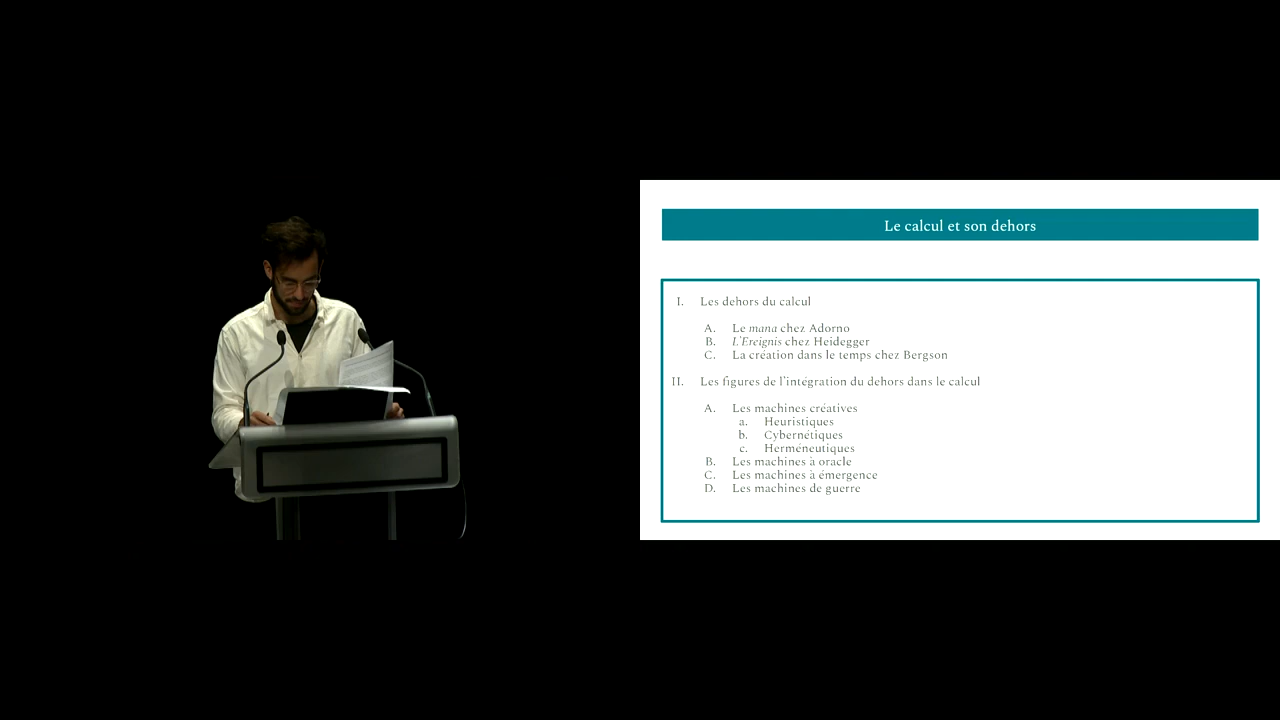 Le calcul et son dehors
I. Les dehors du calcul
A. Le mana chez Adorno
B. L'Ereignis chez Heidegger
C. La création dans le temps chez Bergson
II. Les figures de l'intégration du dehors dans le calcul
A. Les machines créatives
a. Heuristiques
b. Cybernétiques
c. Herméneutiques
B. Les machines à oracle
C. Les machines à émergence
D. Les machines de guerre